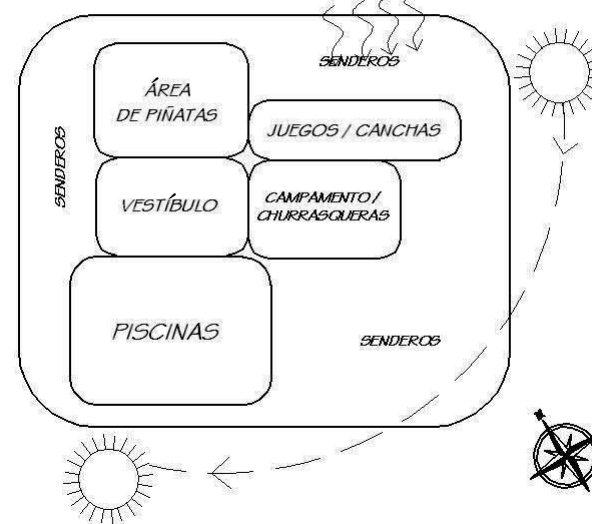 SENDEROS
ÁREA
DE PIÑATAS
JUEGOS / CANCHAS
SENDEROS
VESTÍBULO
CAMPAMENTO /
CHURRASQUERAS
PISCINAS
SENDEROS